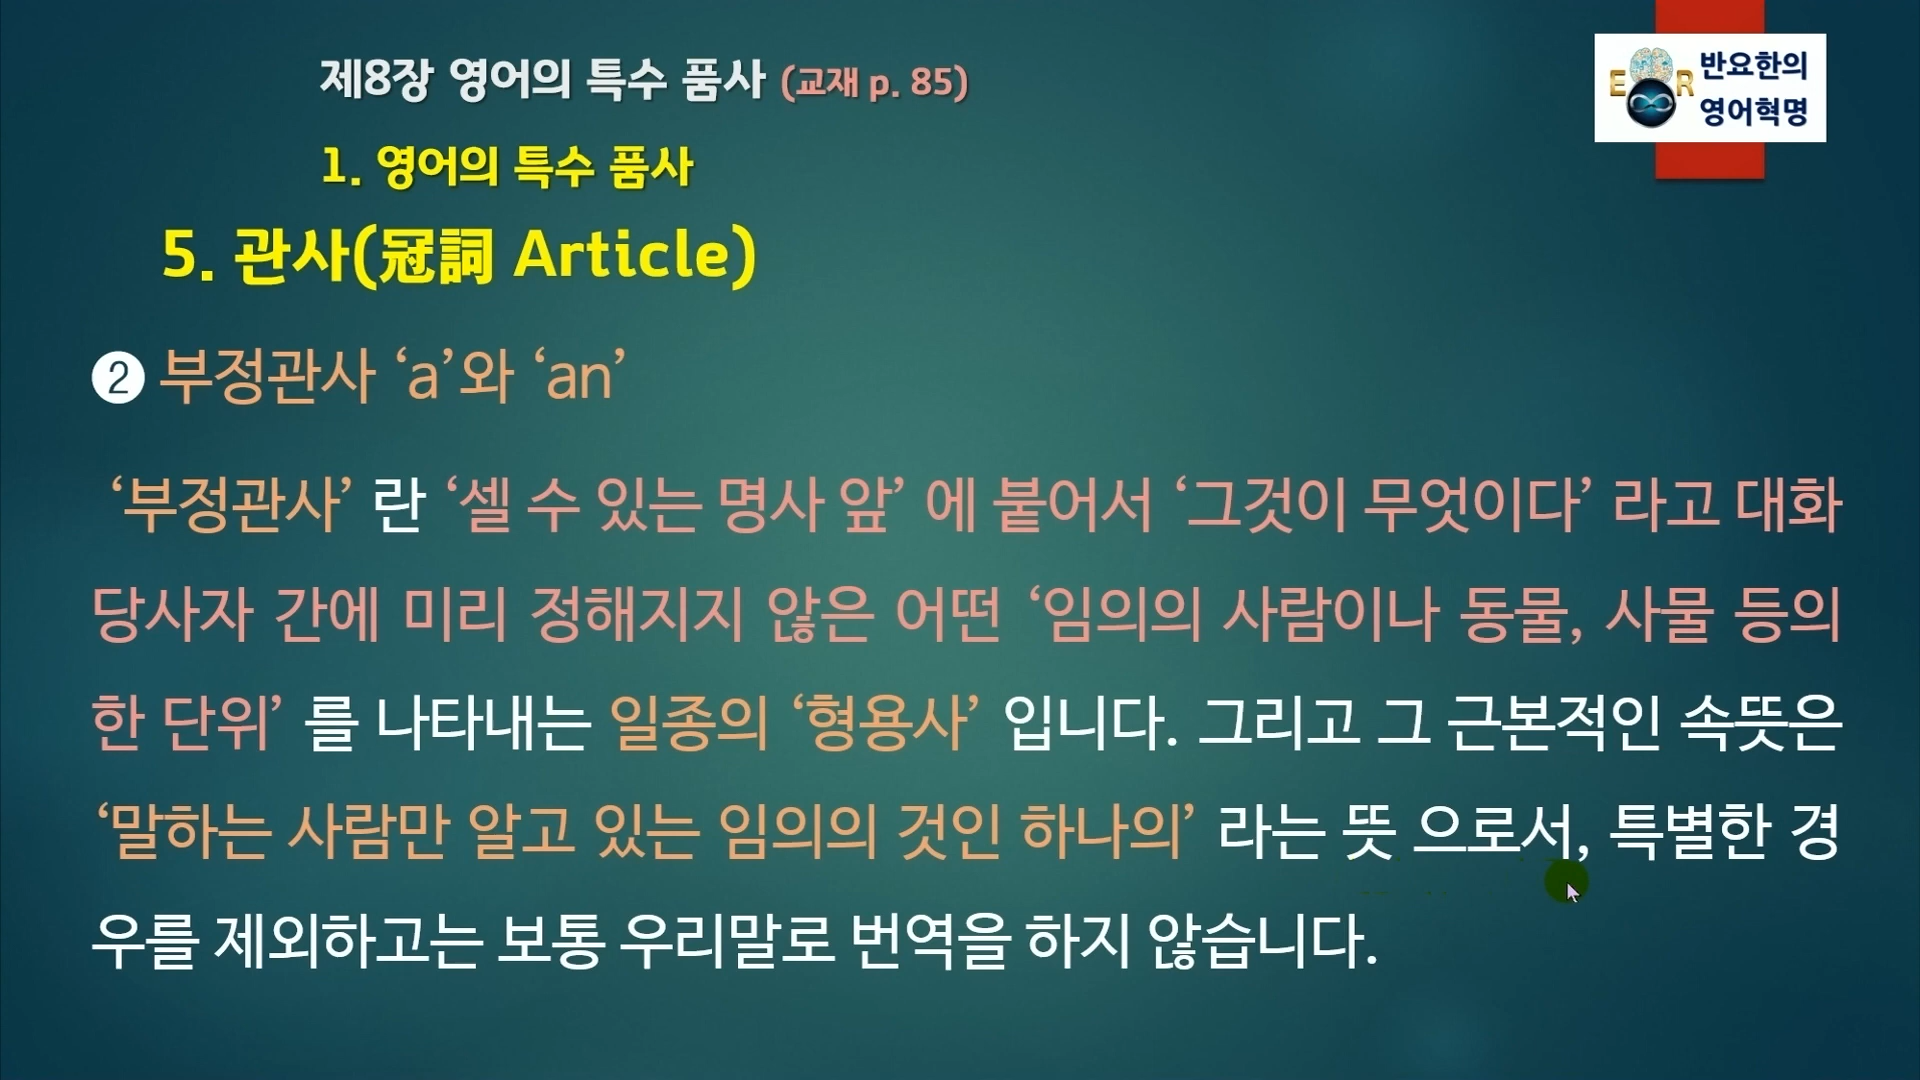 제8장 영어의 특수 품사 (교재 p. 85)
E R 반요한의
영어혁명
1. 영어의 특수 품사
5. 관사(冠詞 Article)
❷ 부정관사 ‘a’와 ‘an’
‘부정관사’ 란 ‘셀 수 있는 명사 앞’ 에 붙어서 ‘그것이 무엇이다’ 라고 대화
당사자 간에 미리 정해지지 않은 어떤 ‘임의의 사람이나 동물, 사물 등의
한 단위’ 를 나타내는 일종의 ‘형용사’ 입니다. 그리고 그 근본적인 속뜻은
‘말하는 사람만 알고 있는 임의의 것인 하나의’ 라는 뜻 으로서, 특별한 경
우를 제외하고는 보통 우리말로 번역을 하지 않습니다.